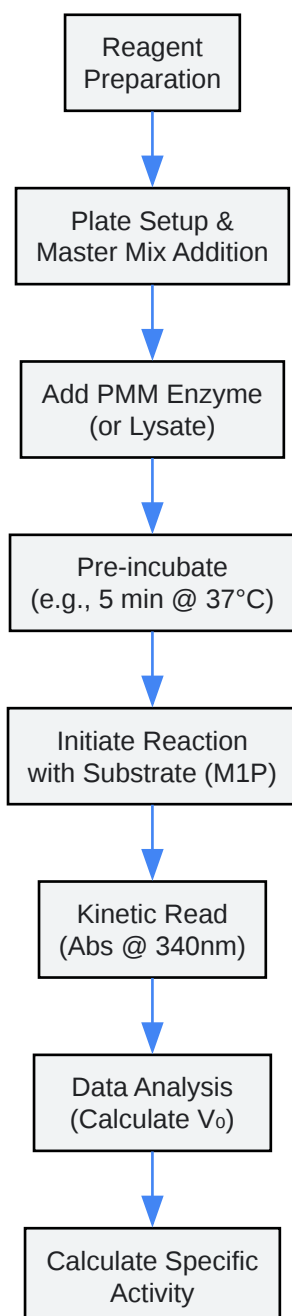 Reagent
Preparation
Plate Setup &
Master Mix Addition
Add PMM Enzyme
(or Lysate)
Pre-incubate
(e.g., 5 min @ 37°C)
Initiate Reaction
with Substrate (M1P)
Kinetic Read
(Abs @ 340nm)
Data Analysis
(Calculate V₀)
Calculate Specific
Activity